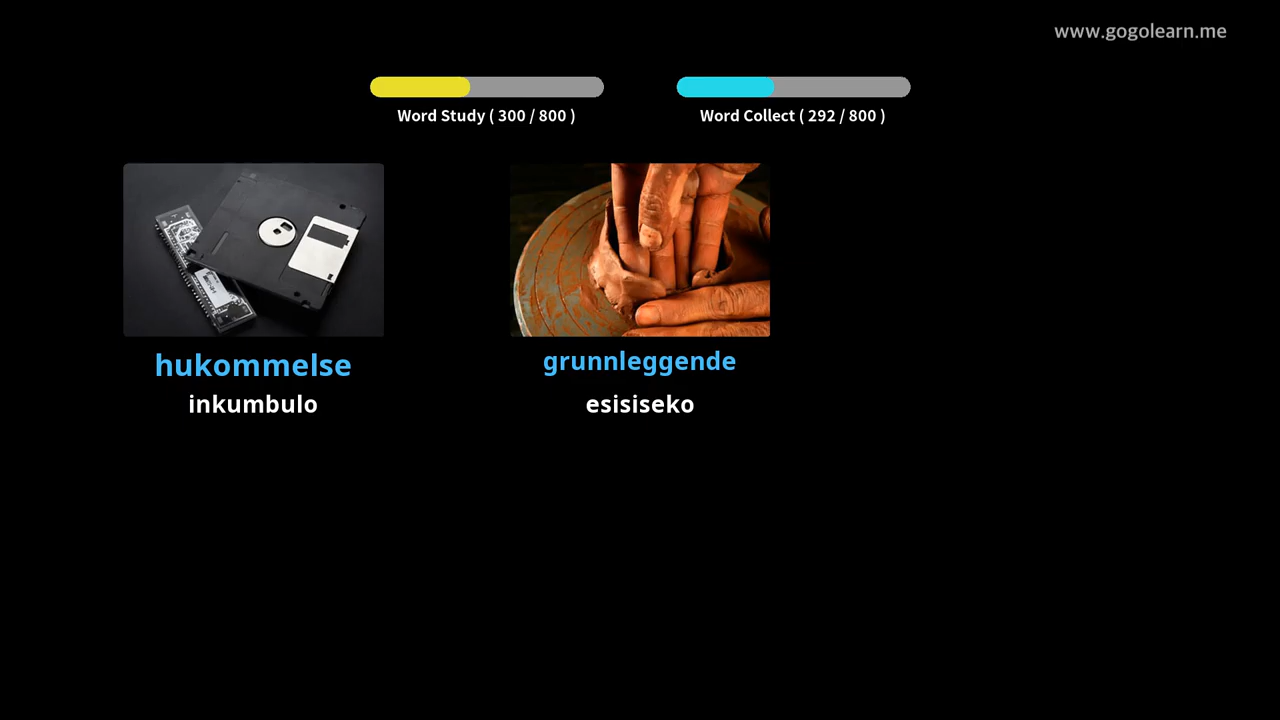 www.gogolearn.me
Word Study ( 300 / 800 )
Word Collect ( 292 / 800 )
hukommelse
inkumbulo
grunnleggende
esisiseko